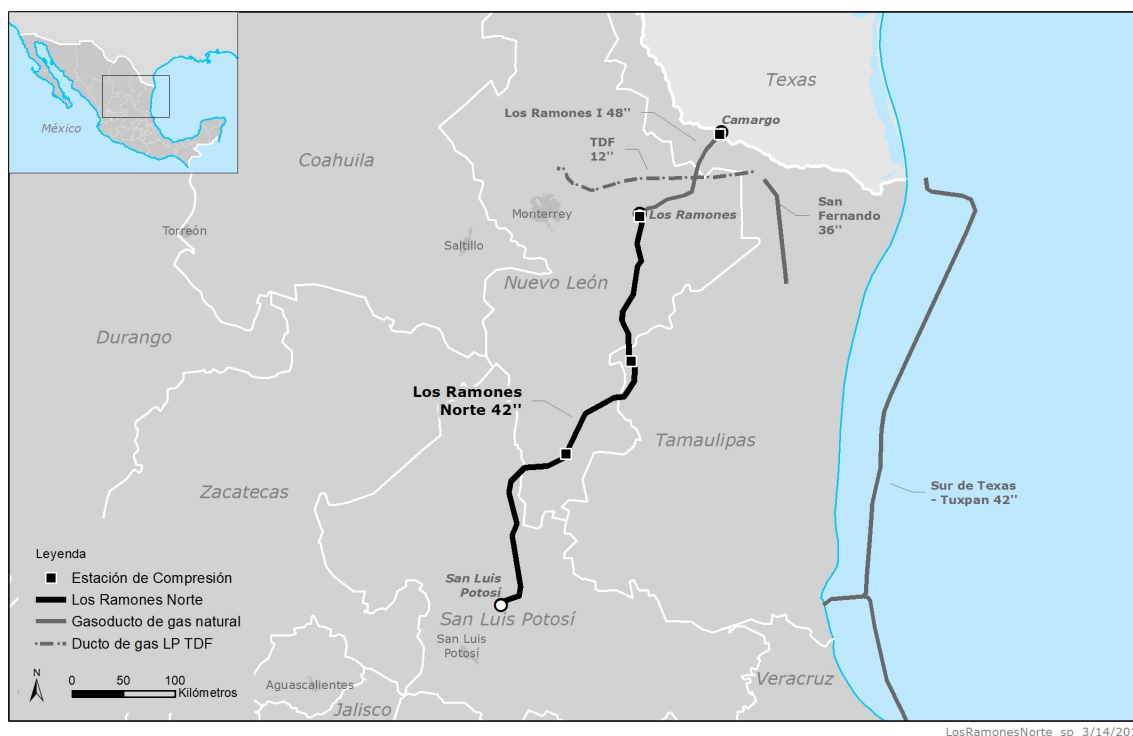 México
Texas
Los Ramones I 48''
Camargo
TDF
12''
Coahuila
San
Fernando
36''
Monterrey
Los Ramones
Torreón
Saltillo
Nuevo León
Durango
Los Ramones
Norte 42''
Tamaulipas
Zacatecas
Sur de Texas
- Tuxpan 42''
Leyenda
Estación de Compresión
Los Ramones Norte
Gasoducto de gas natural
Ducto de gas LP TDF
San Luis
Potosí
San Luis Potosí
San Luis
Potosí
N
0 50 100
Kilómetros
Aguascalientes
Veracruz
Jalisco
LosRamonesNorte_sp_3/14/201